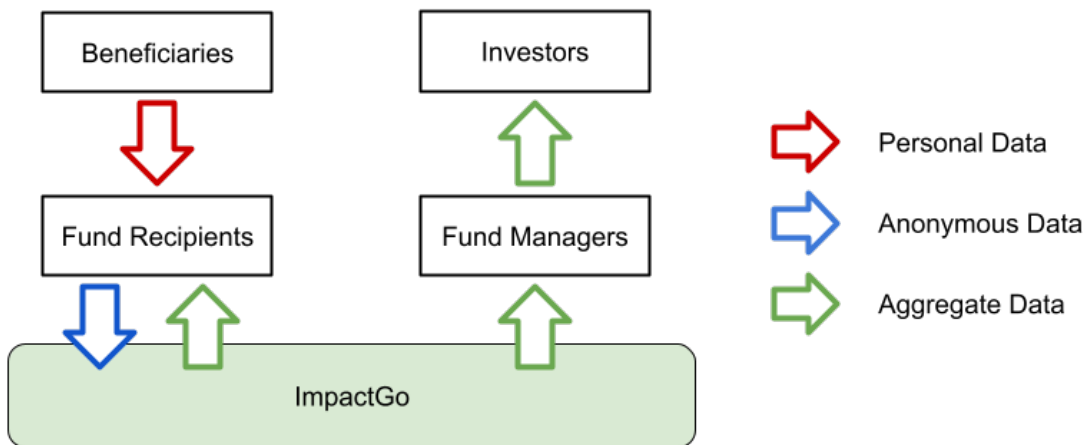 Beneficiaries
Investors
Personal Data
Fund Recipients
Fund Managers
Anonymous Data
Aggregate Data
ImpactGo